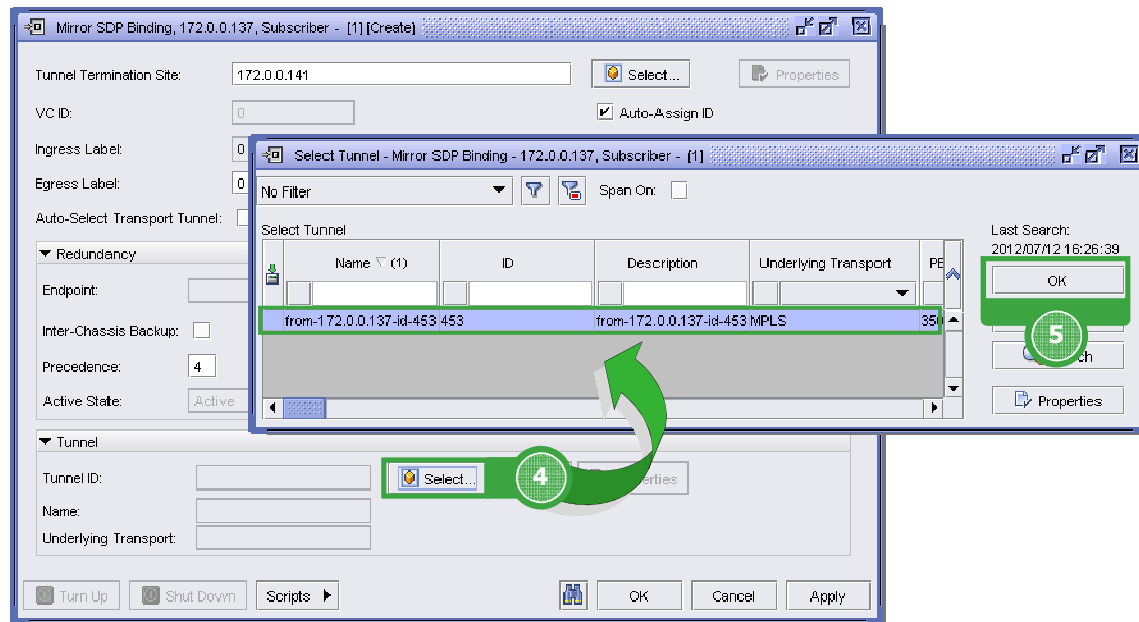 Mirror SDP Binding, 172.0.0.137, Subscriber - [1] [Create]
Tunnel Termination Site: 172.0.0.141 Select... Properties
VC ID: 0 Auto-Assign ID
Ingress Label: 0
Egress Label: 0
Auto-Select Transport Tunnel:
Redundancy
Endpoint:
Inter-Chassis Backup:
Precedence: 4
Active State: Active
Select Tunnel - Mirror SDP Binding - 172.0.0.137, Subscriber - [1]
No Filter Span On:
Select Tunnel
Last Search:
2012/07/12 16:26:39
Name (1) ID Description Underlying Transport
from-172.0.0.137-id-453 453 from-172.0.0.137-id-453 MPLS
OK
5
Properties
Tunnel
Tunnel ID: Select... 4
Name:
Underlying Transport:
Turn Up Shut Down Scripts OK Cancel Apply